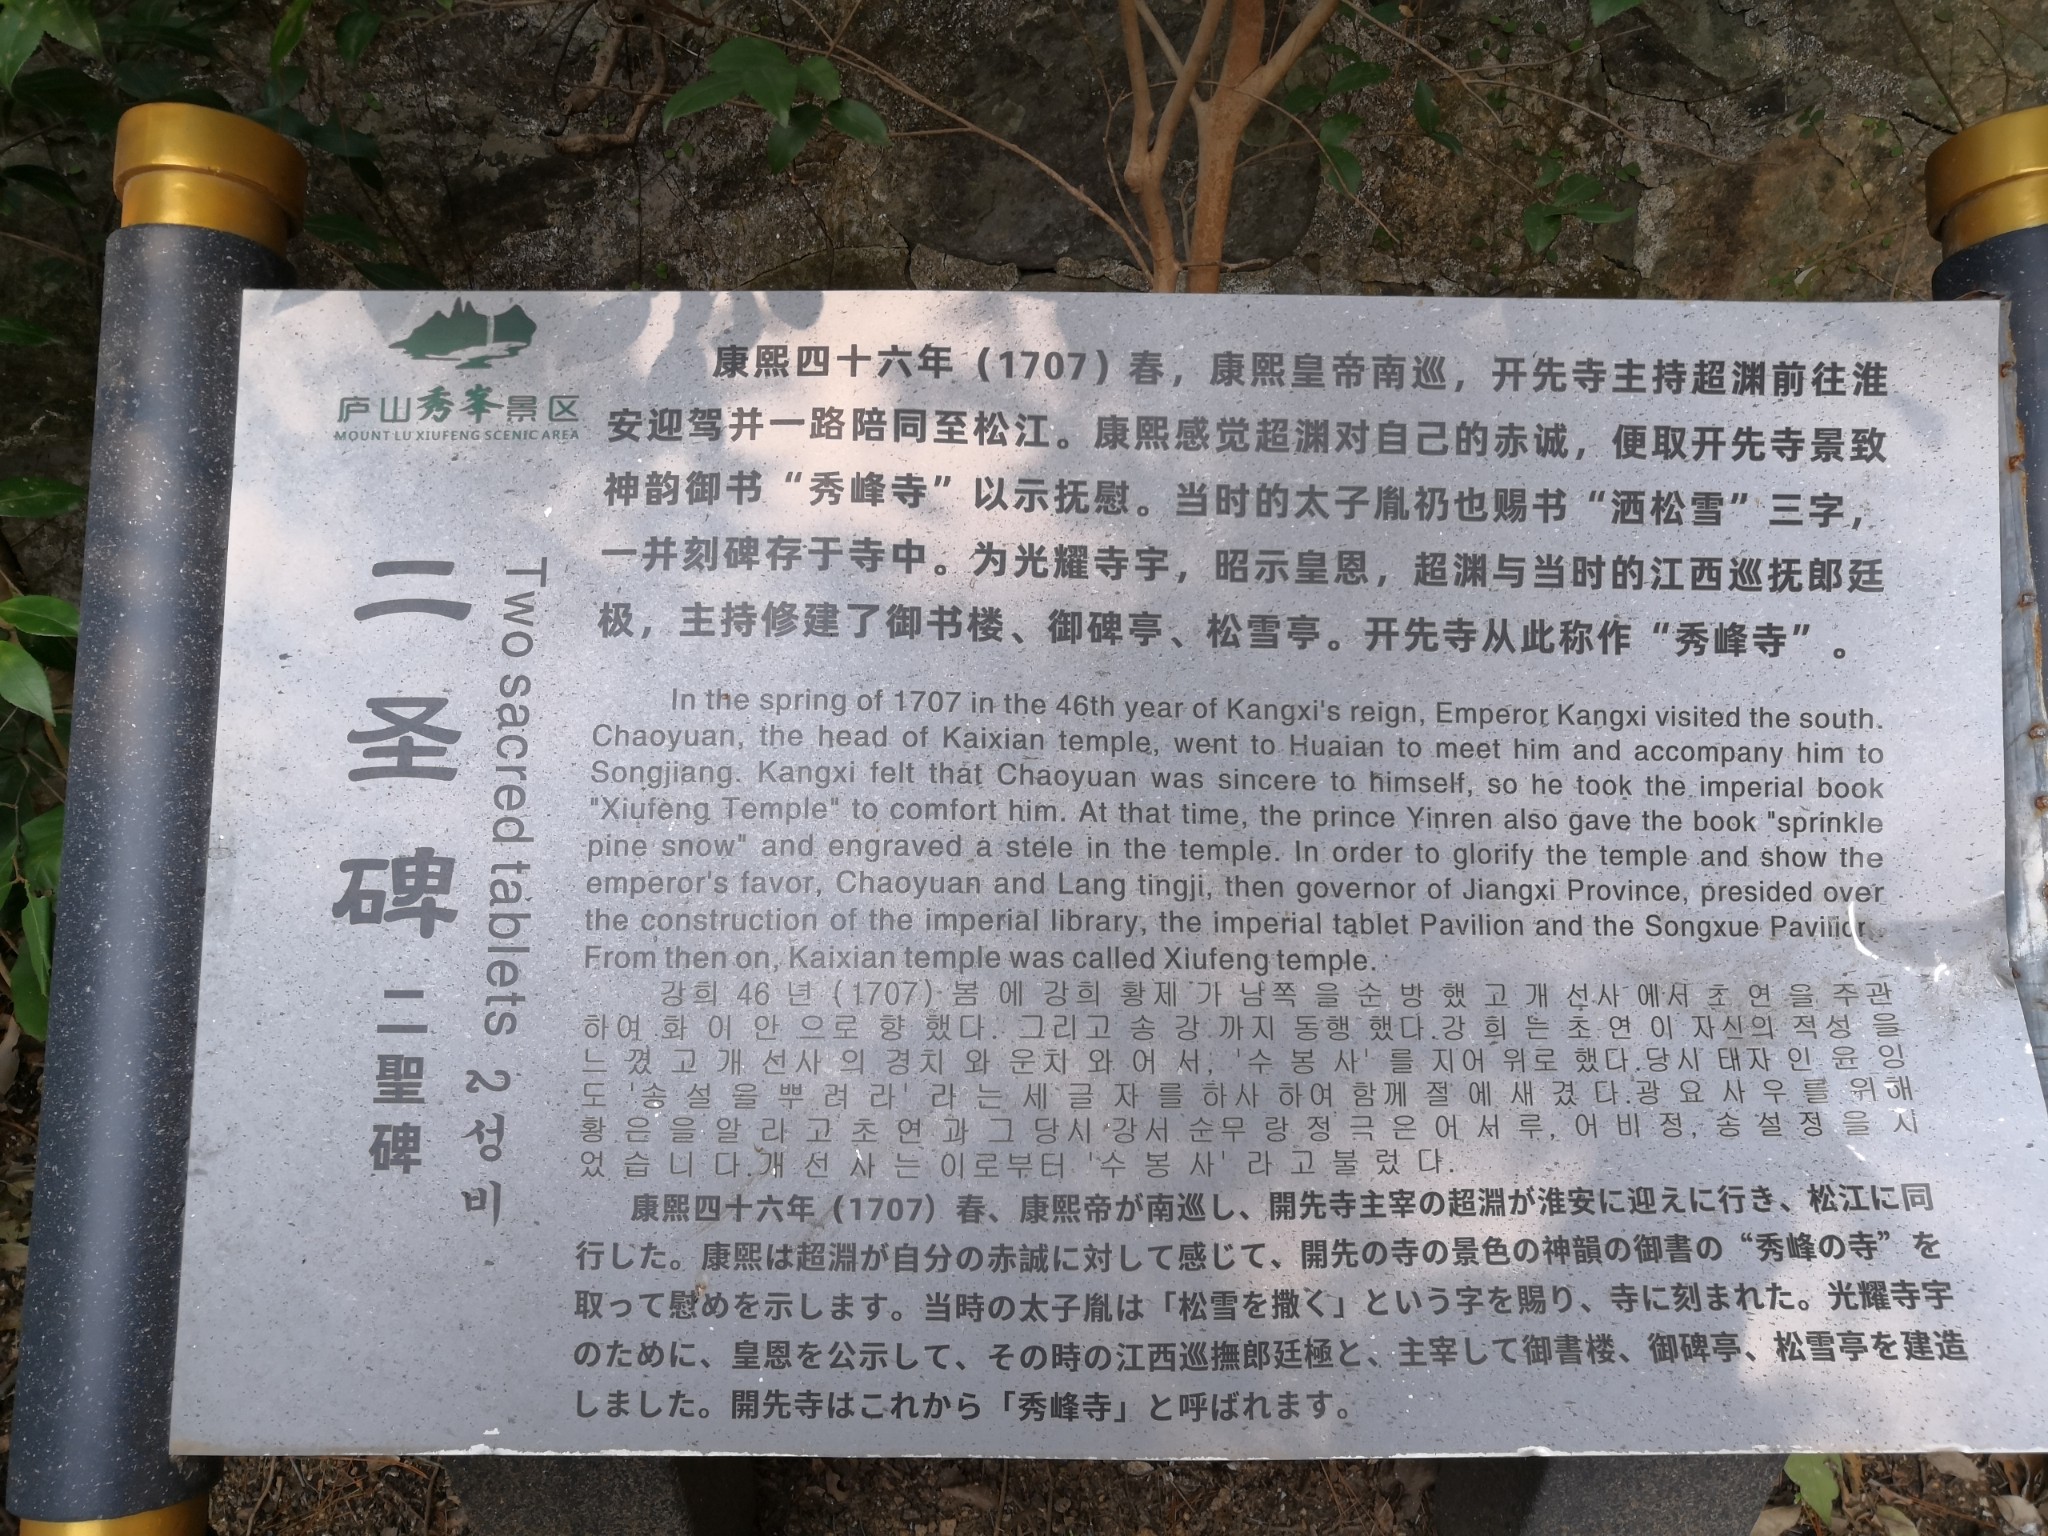 庐山秀峯景区
MOUNT LU XIUFENG SCENIC AREA
二圣碑
Two sacred tablets
二聖碑
2성비
康熙四十六年（1707）春，康熙皇帝南巡，开先寺主持超渊前往淮
安迎驾并一路陪同至松江。康熙感觉超渊对自己的赤诚，便取开先寺景致
神韵御书“秀峰寺”以示抚慰。当时的太子胤礽也赐书“洒松雪”三字，
一并刻碑存于寺中。为光耀寺宇，昭示皇恩，超渊与当时的江西巡抚郎廷
极，主持修建了御书楼、御碑亭、松雪亭。开先寺从此称作“秀峰寺”。
In the spring of 1707 in the 46th year of Kangxi's reign, Emperor Kangxi visited the south.
Chaoyuan, the head of Kaixian temple, went to Huaian to meet him and accompany him to
Songjiang. Kangxi felt that Chaoyuan was sincere to himself, so he took the imperial book
"Xiufeng Temple" to comfort him. At that time, the prince Yinren also gave the book "sprinkle
pine snow" and engraved a stele in the temple. In order to glorify the temple and show the
emperor's favor, Chaoyuan and Lang tingji, then governor of Jiangxi Province, presided over
the construction of the imperial library, the imperial tablet Pavilion and the Songxue Pavilion.
From then on, Kaixian temple was called Xiufeng temple.
강희 46 년 (1707) 봄 에 강희 황제 가 남쪽 을 순 방 했 고 개 선사 에서 초 연 을 주관
하여 화 이 안 으로 향 했다. 그리고 송 강 까지 동행 했다.강 희 는 초 연 이 자신의 적성 을
느 꼈 고 개 선사 의 경치 와 운치 와 어 서, '수 봉 사' 를 지어 위로 했다.당시 태자 인 윤 잉
도 '송 설 을 뿌 려 라' 라 는 세 글 자 를 하사 하여 함께 절 에 새 겼 다.광 요 사 우 를 위해
황 은 을 알 라 고 초 연 과 그 당시 강서 순무 랑 정 극 은 어 서 루, 어 비 정, 송 설 정 을 지
었 습 니 다.개 선 사 는 이로부터 '수 봉 사' 라 고 불 렀 다.
康熙四十六年（1707）春、康熙帝が南巡し、開先寺主宰の超淵が淮安に迎えに行き、松江に同
行した。康熙は超淵が自分の赤誠に対して感じて、開先の寺の景色の神韻の御書の“秀峰の寺”を
取って慰めを示します。当時の太子胤は「松雪を撒く」という字を賜り、寺に刻まれた。光耀寺宇
のために、皇恩を公示して、その時の江西巡撫郎廷極と、主宰して御書楼、御碑亭、松雪亭を建造
しました。開先寺はこれから「秀峰寺」と呼ばれます。